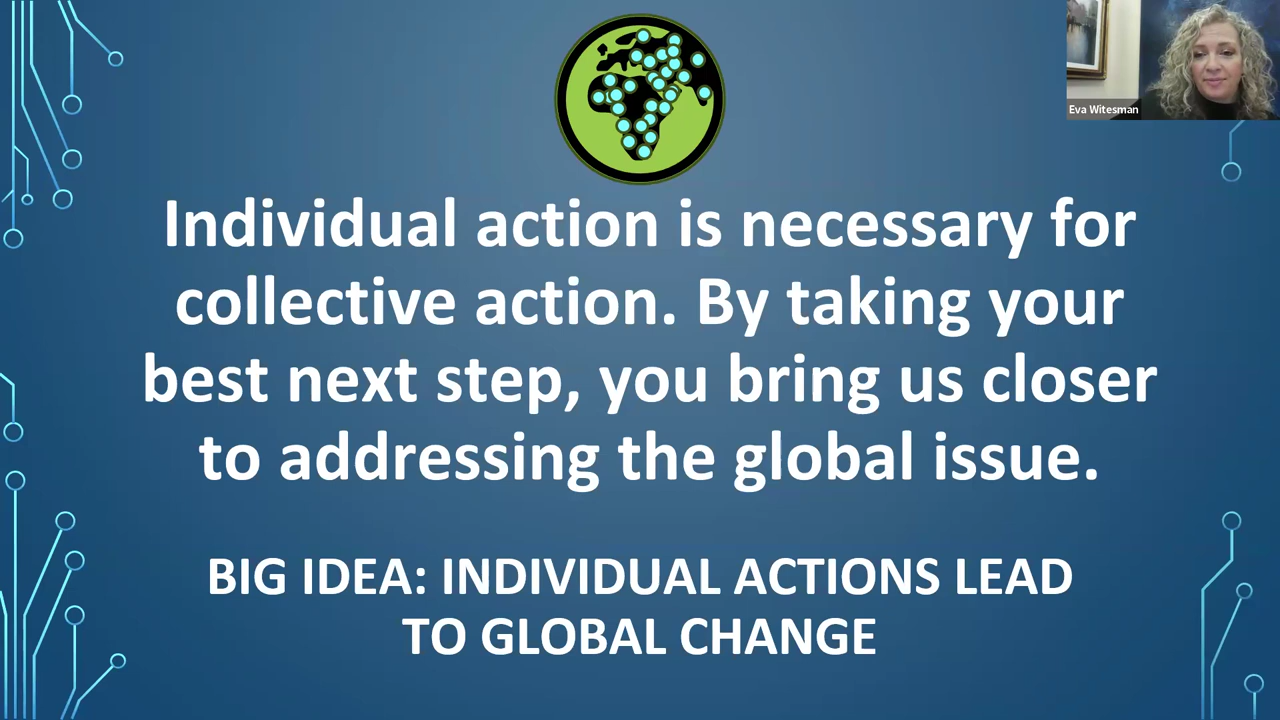 Eva Witesman
Individual action is necessary for
collective action. By taking your
best next step, you bring us closer
to addressing the global issue.
BIG IDEA: INDIVIDUAL ACTIONS LEAD
TO GLOBAL CHANGE